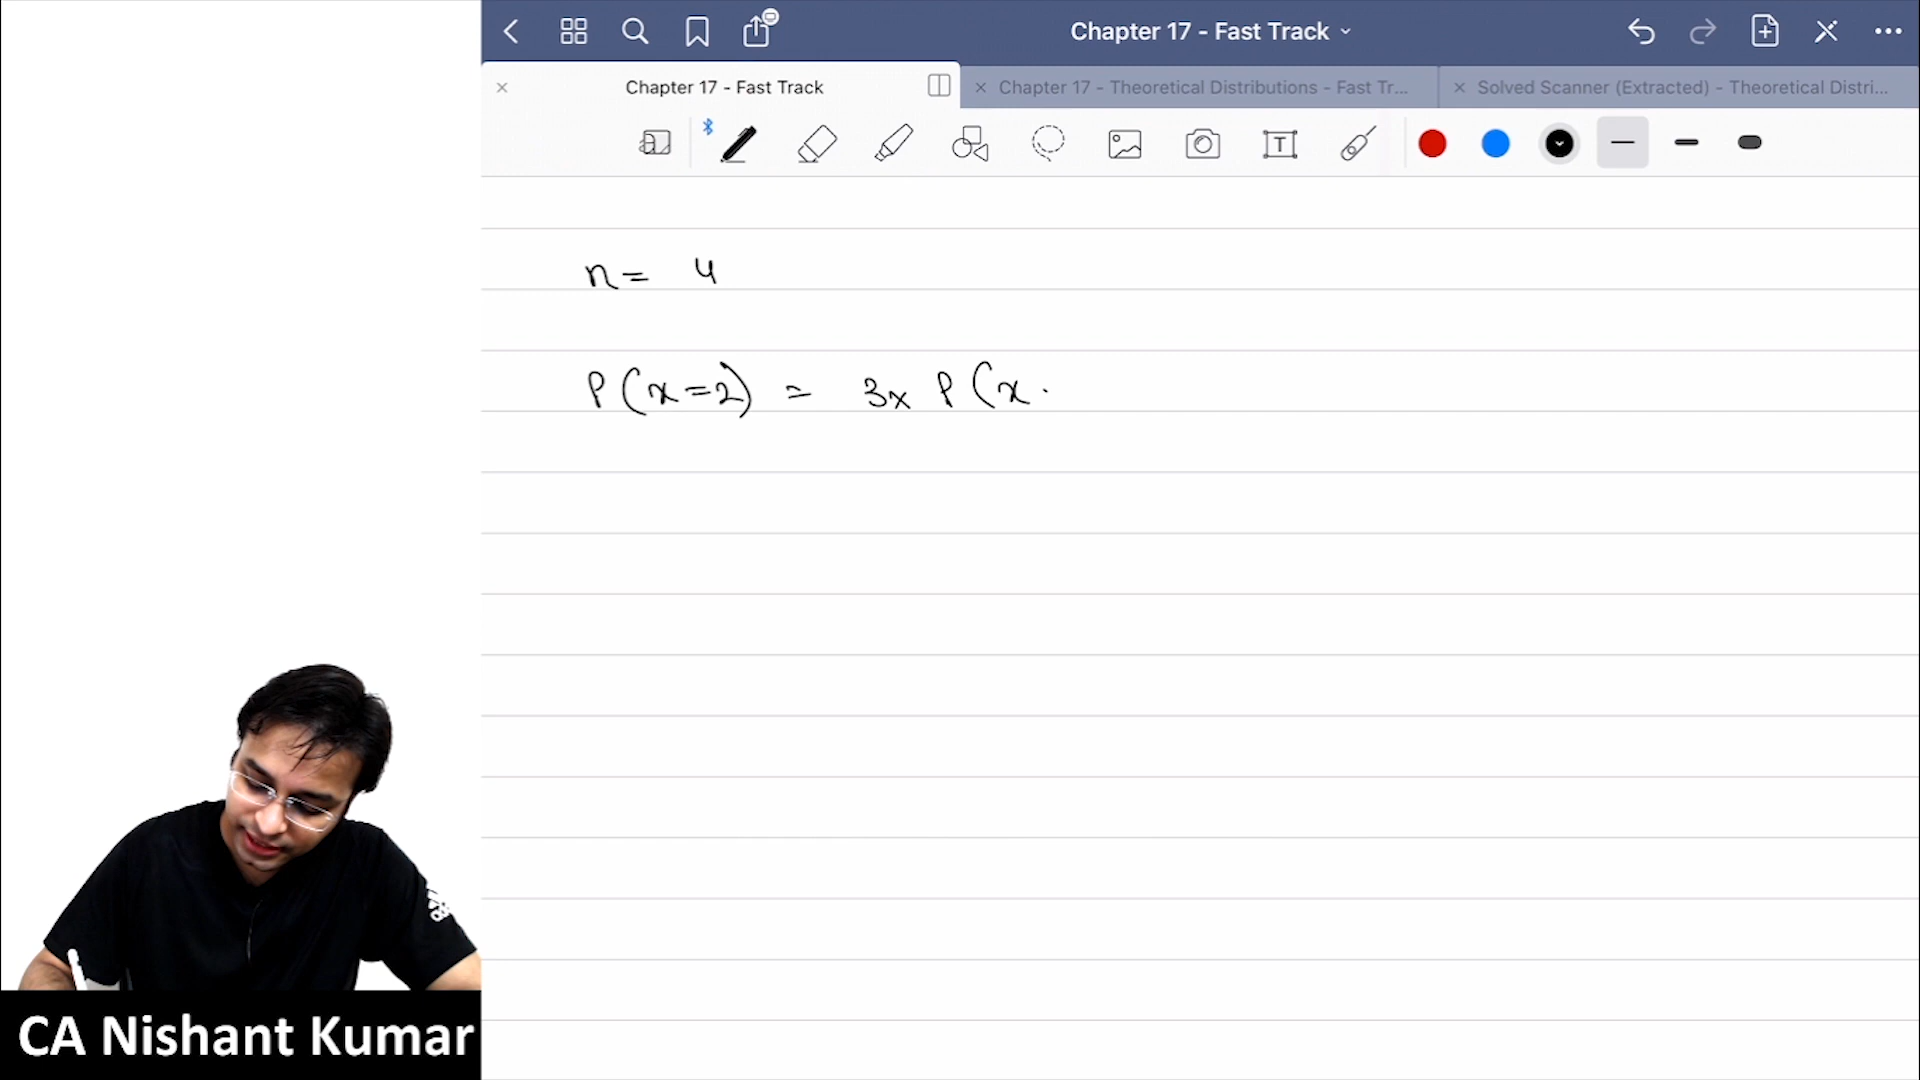 Chapter 17 - Fast Track
Chapter 17 - Fast Track
Chapter 17 - Theoretical Distributions - Fast Tr...
Solved Scanner (Extracted) - Theoretical Distri...
T
n = 4
P(x=2) = 3x P(x
CA Nishant Kumar